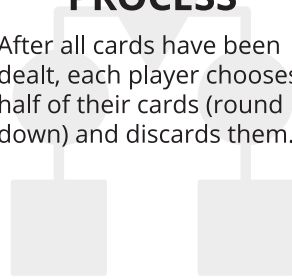 PROCESS
After all cards have been
dealt, each player chooses
half of their cards (round
down) and discards them.